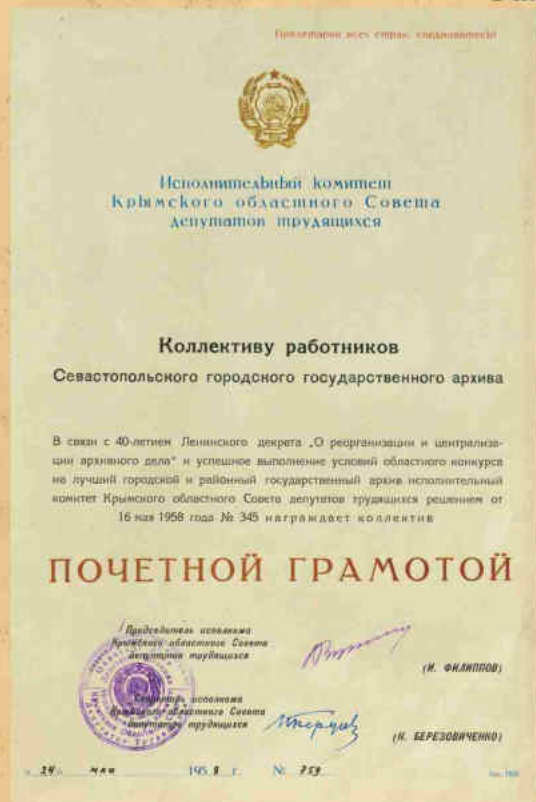 Пролетарии всех стран, соединяйтесь!
Исполнительный комитет
Крымского областного Совета
депутатов трудящихся
Коллективу работников
Севастопольского городского государственного архива
В связи с 40-летием Ленинского декрета „О реорганизации и централиза-
ции архивного дела“ и успешное выполнение условий областного конкурса
на лучший городской и районный государственный архив исполнительный
комитет Крымского областного Совета депутатов трудящихся решением от
16 мая 1958 года № 345 награждает коллектив
ПОЧЕТНОЙ ГРАМОТОЙ
Председатель исполкома
Крымского областного Совета
депутатов трудящихся
(И. ФИЛИППОВ)
Секретарь исполкома
Крымского областного Совета
депутатов трудящихся
(Н. БЕРЕЗОВИЧЕНКО)
„24“ мая 1958 г. № 759